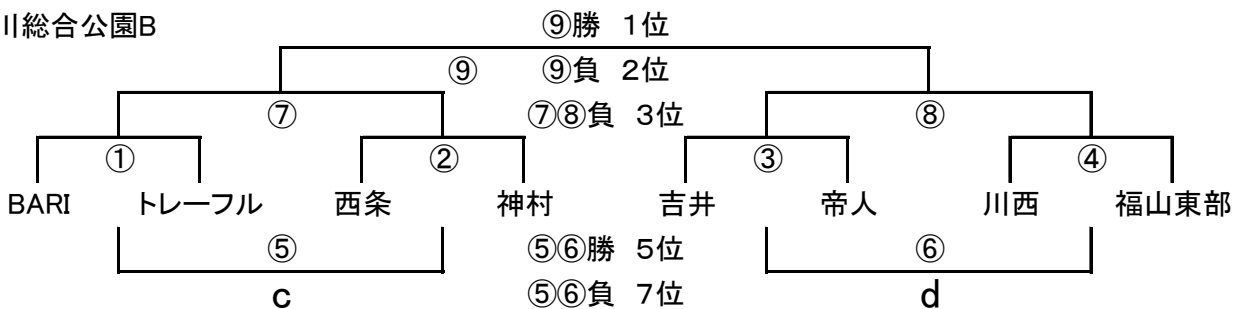 川総合公園B ⑨勝 1位
⑨ ⑨負 2位
⑦ ⑦⑧負 3位 ⑧
① ② ③ ④
BARI トレーフル 西条 神村 吉井 帝人 川西 福山東部
⑤ ⑤⑥勝 5位 ⑥
c ⑤⑥負 7位 d